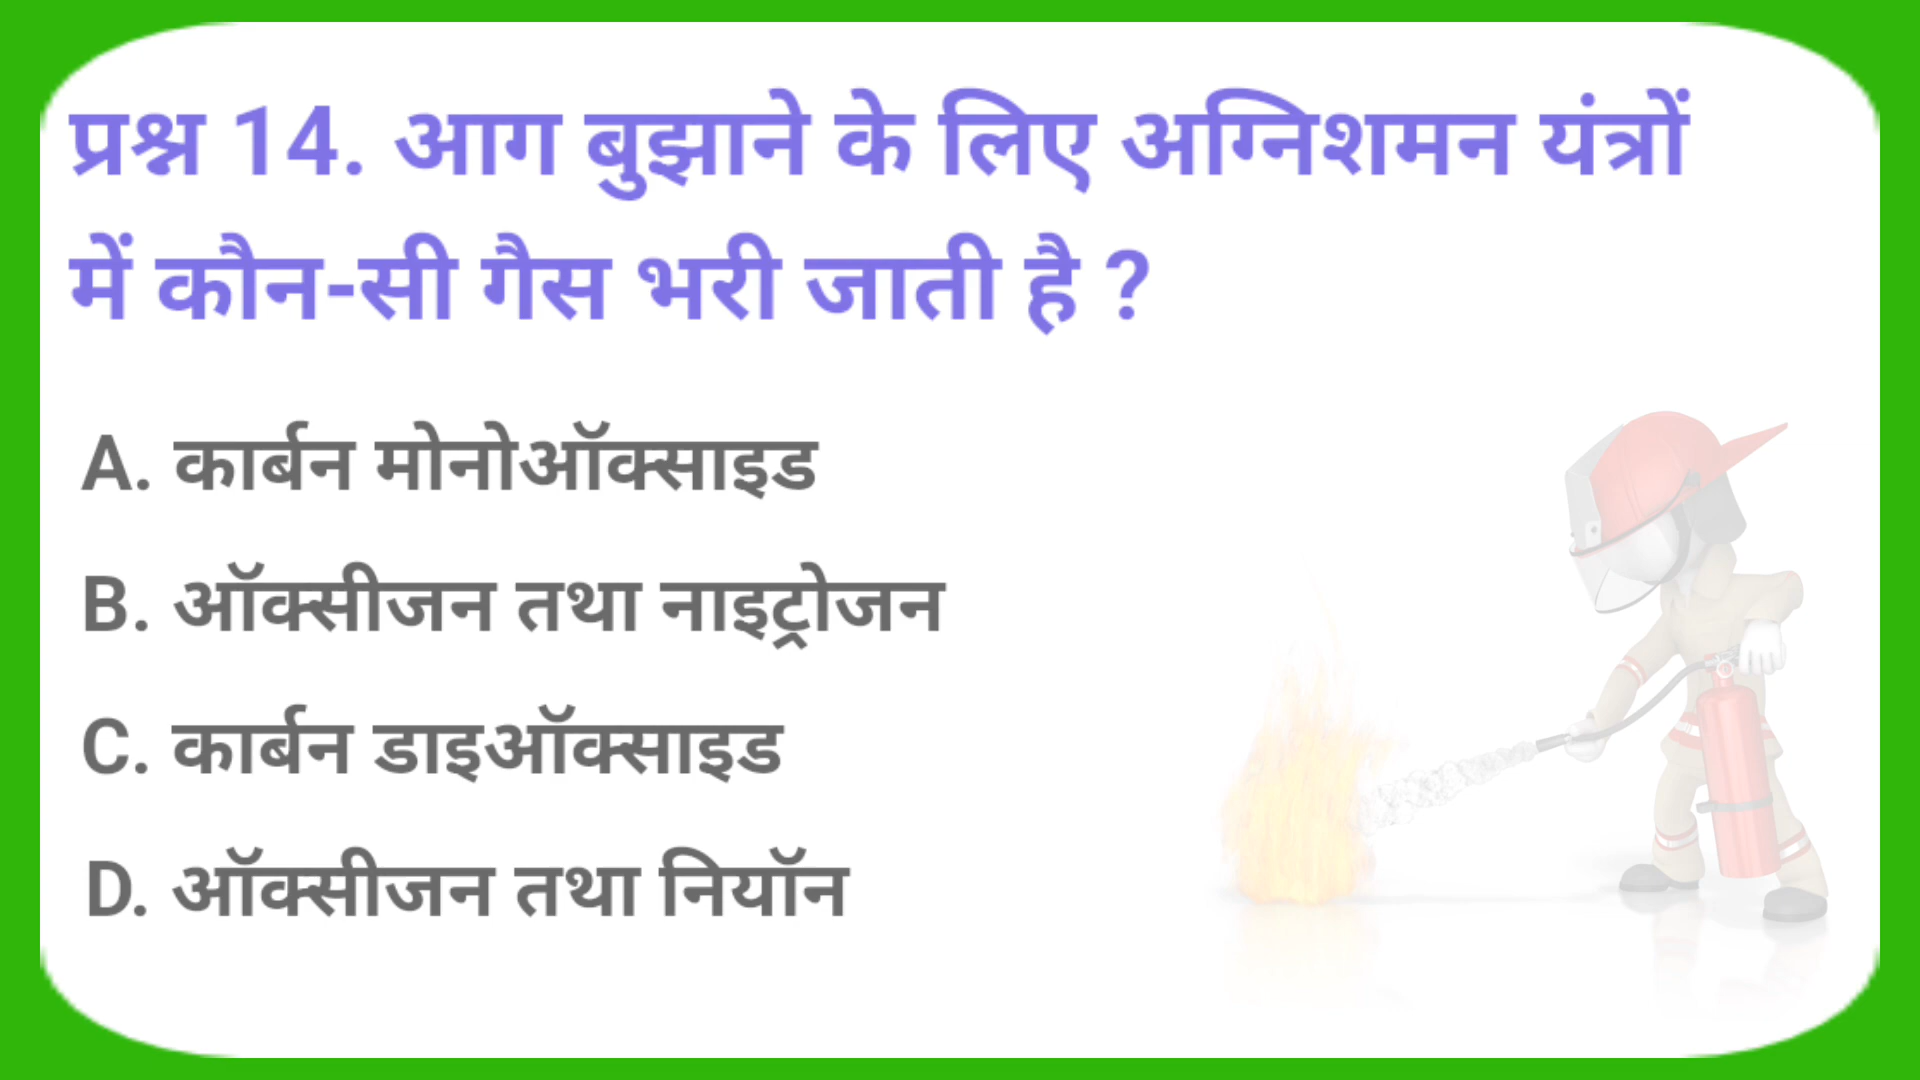 प्रश्न 14. आग बुझाने के लिए अग्निशमन यंत्रों
में कौन-सी गैस भरी जाती है ?
A. कार्बन मोनोऑक्साइड
B. ऑक्सीजन तथा नाइट्रोजन
C. कार्बन डाइऑक्साइड
D. ऑक्सीजन तथा नियॉन